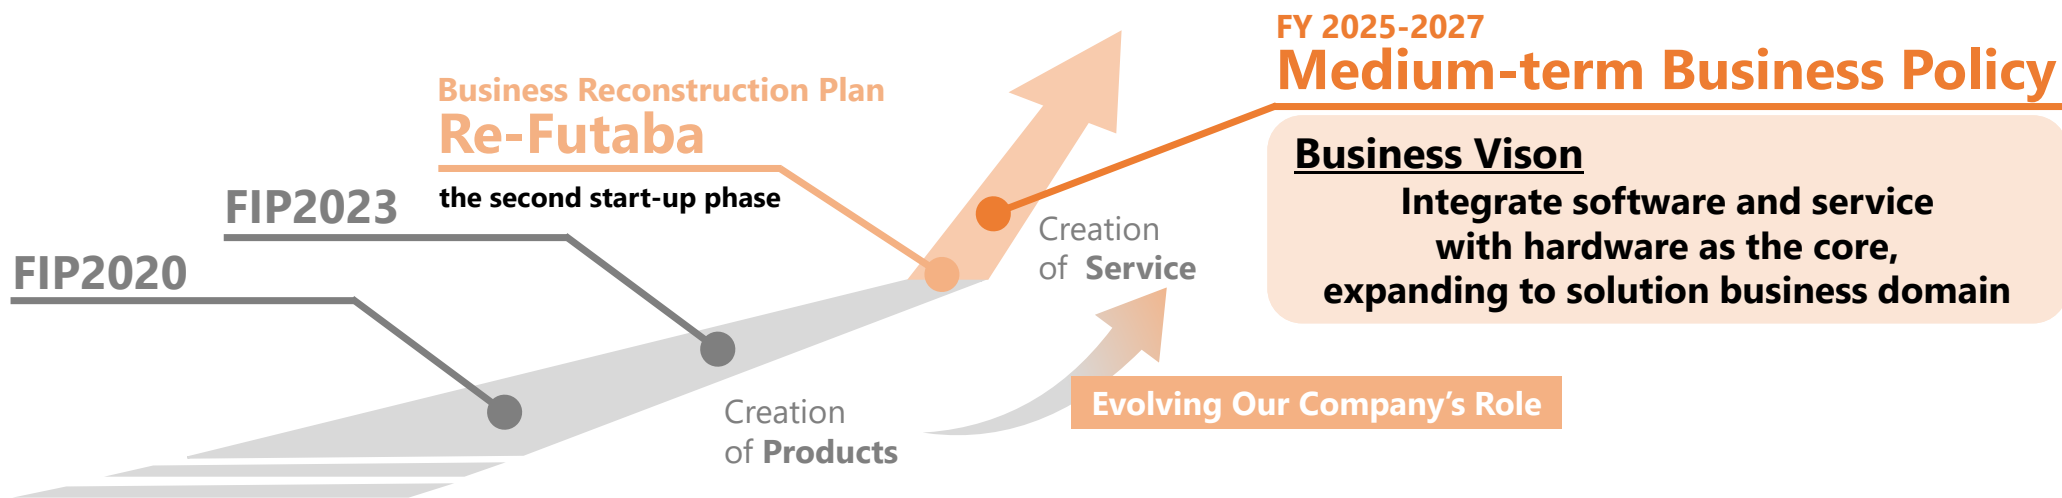 FY 2025-2027
Medium-term Business Policy
Business Reconstruction Plan
Re-Futaba
the second start-up phase
FIP2023
FIP2020
Business Vison
Integrate software and service
with hardware as the core,
expanding to solution business domain
Creation
of Service
Evolving Our Company’s Role
Creation
of Products